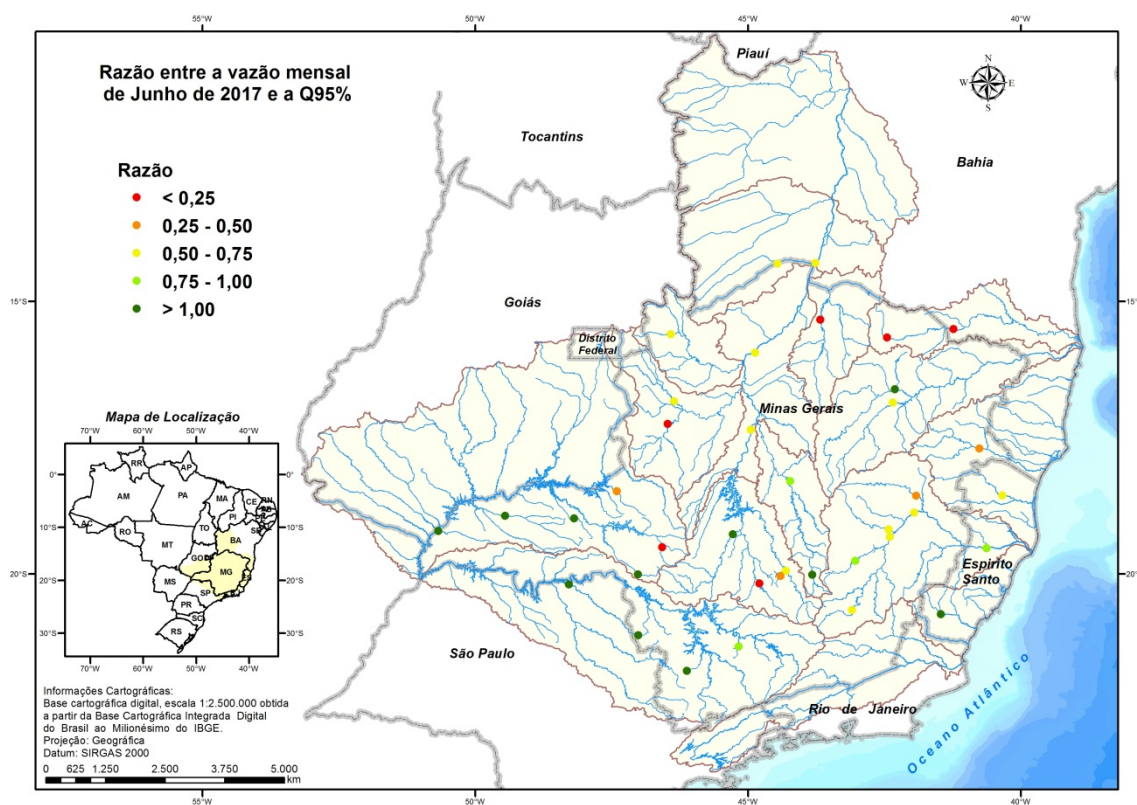 55°W
50°W
45°W
40°W
Razão entre a vazão mensal
de Junho de 2017 e a Q95%
Razão
< 0,25
0,25 - 0,50
0,50 - 0,75
0,75 - 1,00
> 1,00
N
W
E
S
Piauí
Tocantins
Bahia
15°S
Goiás
15°S
Distrito
Federal
Minas Gerais
20°S
Espirito
Santo
20°S
São Paulo
Rio de Janeiro
Oceano Atlântico
Mapa de Localização
70°W
60°W
50°W
40°W
0°
10°S
20°S
30°S
RR
AP
AM
PA
MA
CE
RN
PI
AC
RO
TO
SE
MT
BA
GO
DF
MG
ES
MS
SP
RJ
PR
SC
RS
0°
10°S
20°S
30°S
70°W
60°W
50°W
40°W
Informações Cartográficas:
Base cartográfica digital, escala 1:2.500.000 obtida
a partir da Base Cartográfica Integrada Digital
do Brasil ao Milionésimo do IBGE.
Projeção: Geográfica
Datum: SIRGAS 2000
0 625 1.250 2.500 3.750 5.000
km
55°W
50°W
45°W
40°W